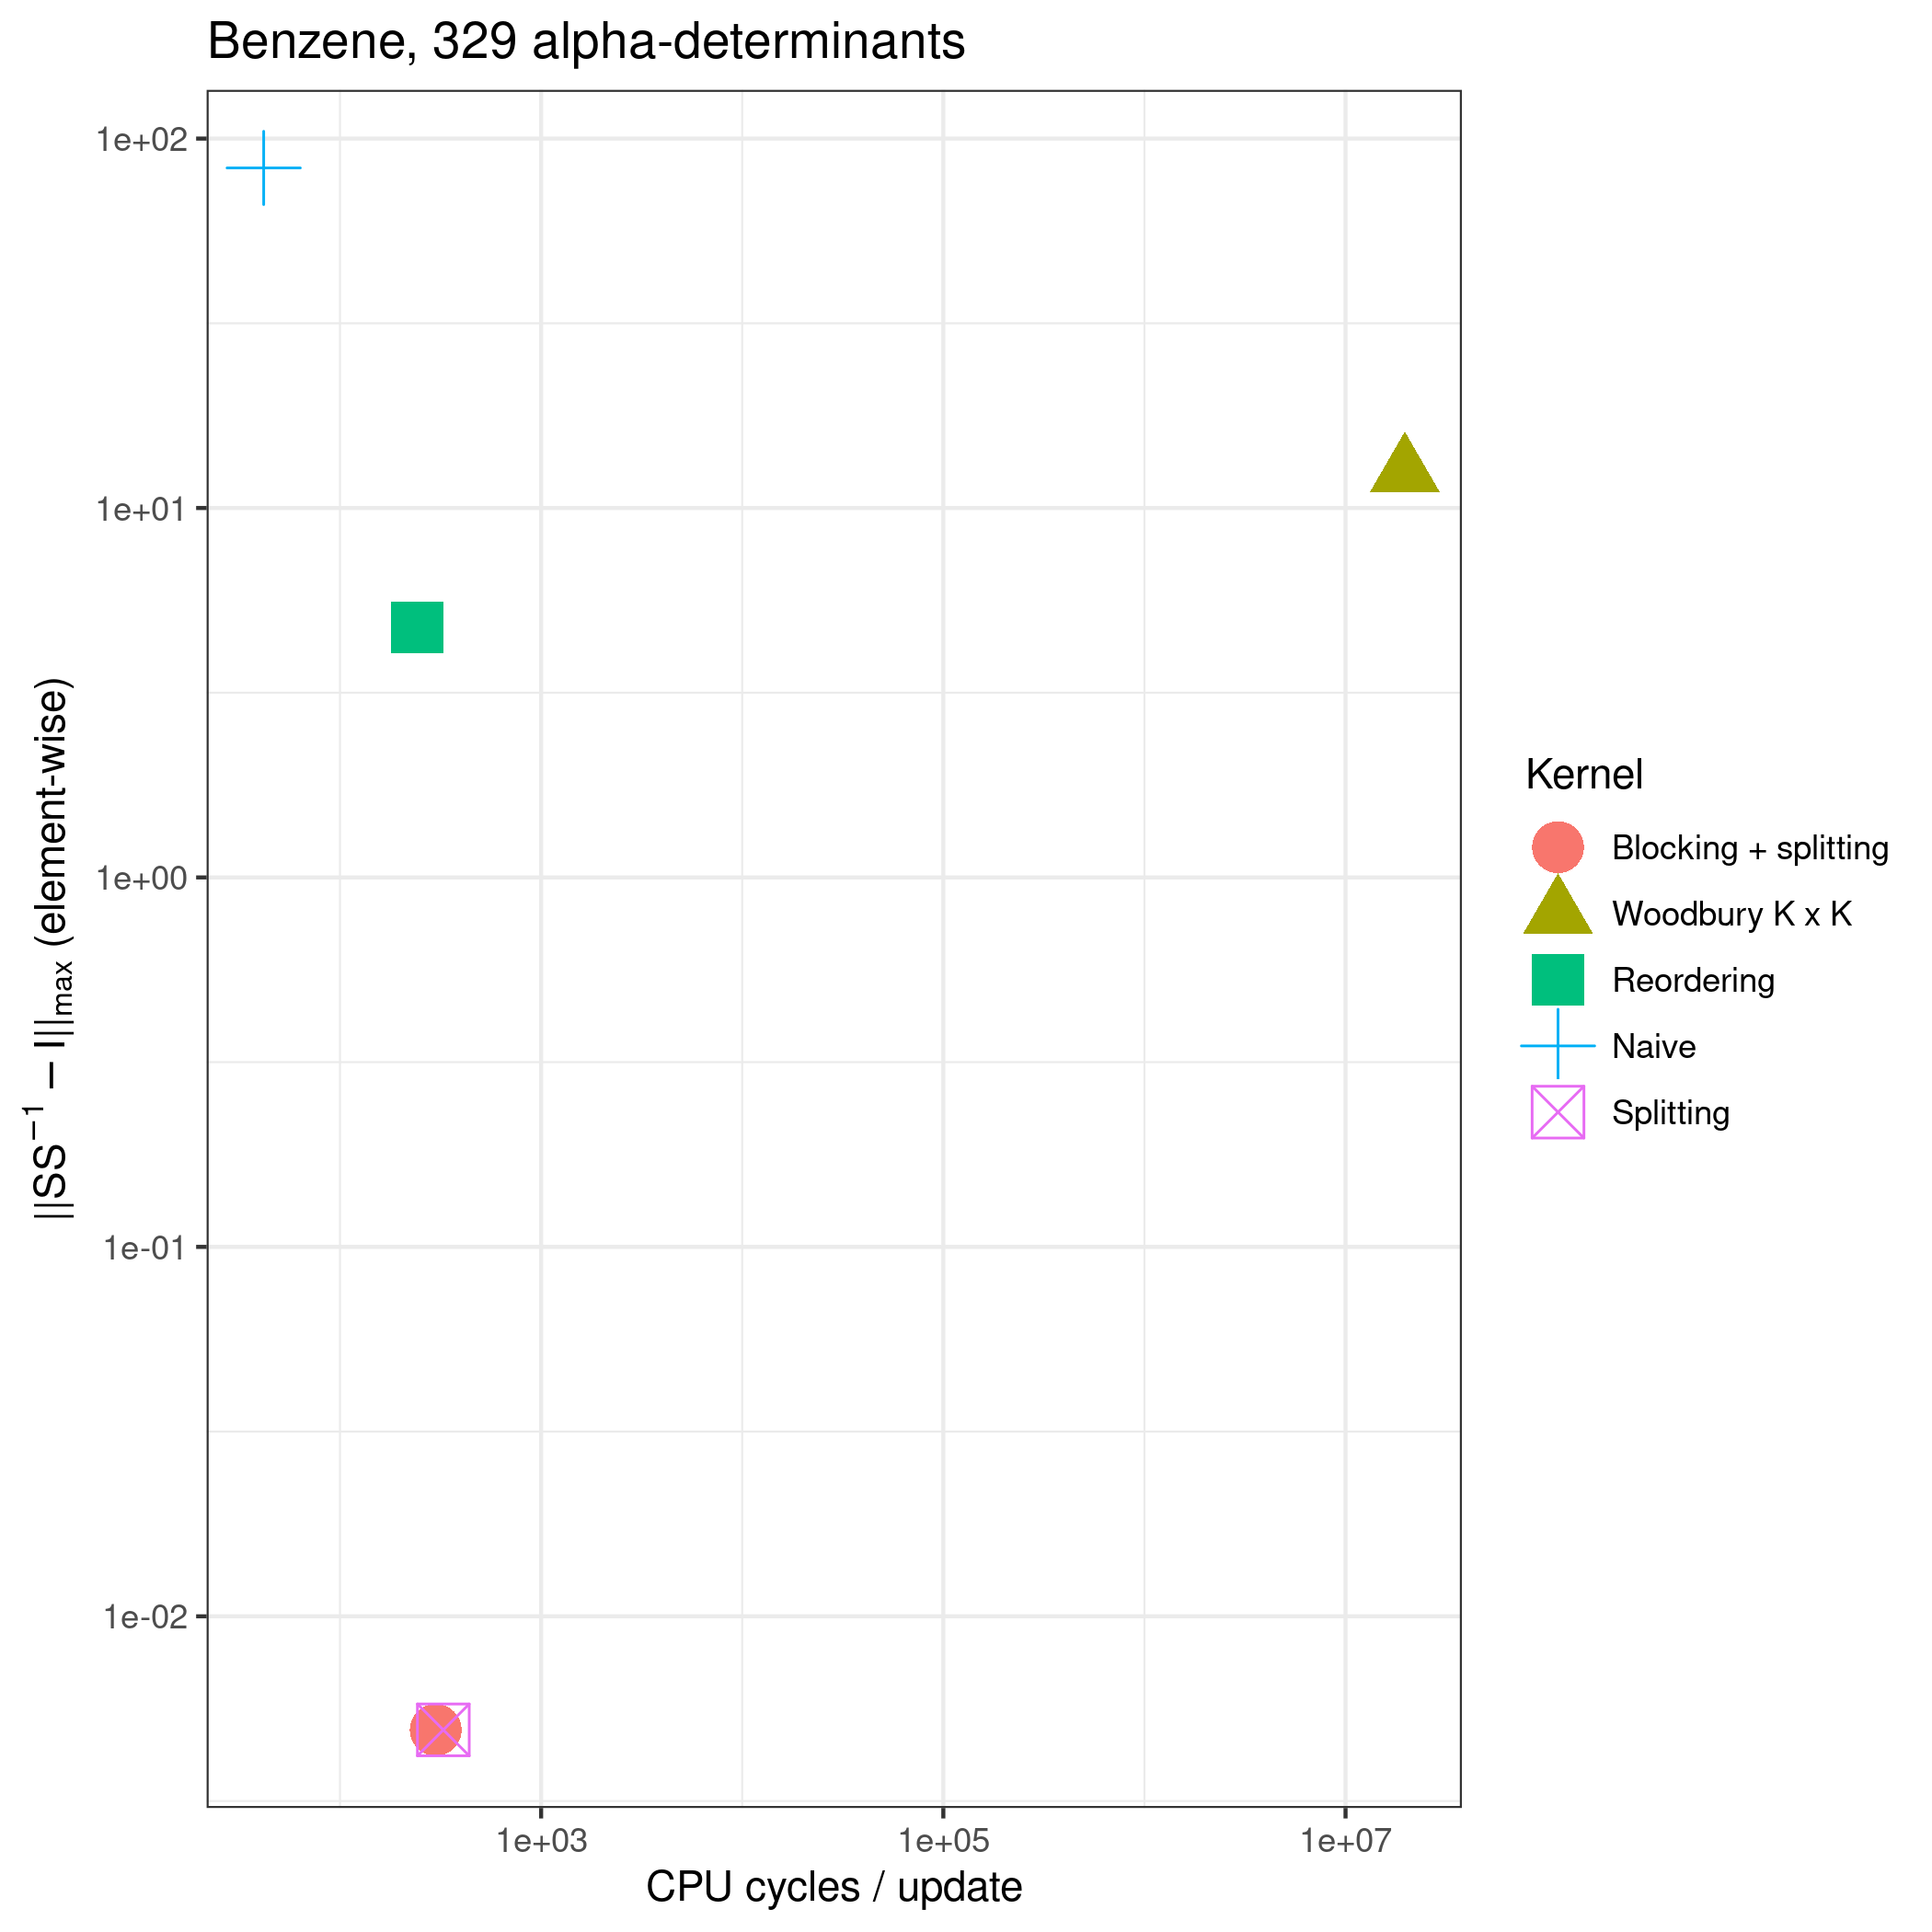 Benzene, 329 alpha-determinants
1e+02
1e+01
1e+00
1e-01
1e-02
||SS⁻¹ − I||max (element-wise)
1e+03 1e+05 1e+07
CPU cycles / update
Kernel
Blocking + splitting
Woodbury K x K
Reordering
Naive
Splitting